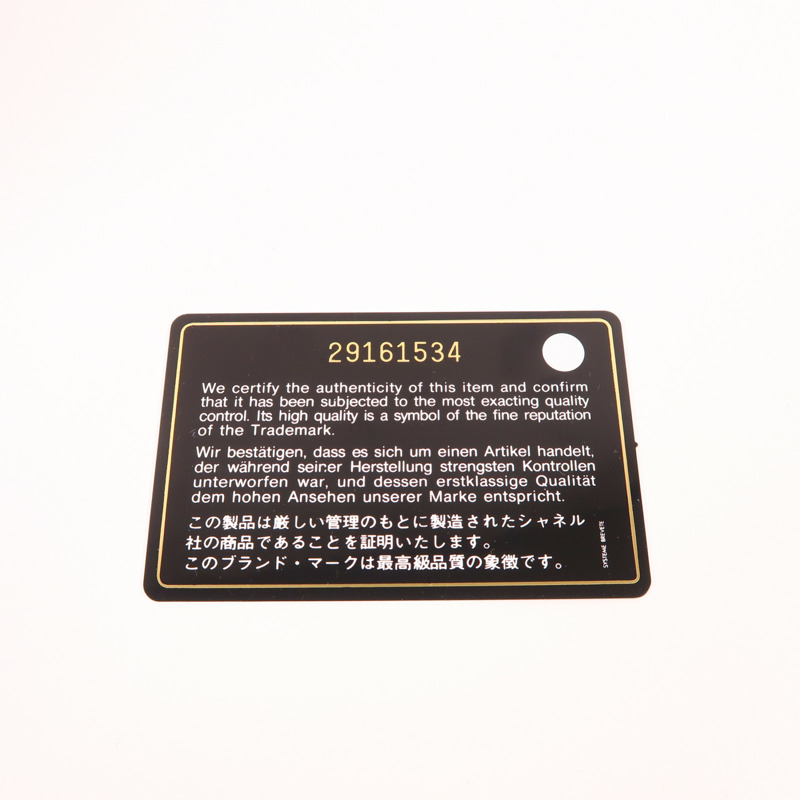 29161534
We certify the authenticity of this item and confirm
that it has been subjected to the most exacting quality
control. Its high quality is a symbol of the fine reputation
of the Trademark.
Wir bestätigen, dass es sich um einen Artikel handelt,
der während seiner Herstellung strengsten Kontrollen
unterworfen war, und dessen erstklassige Qualität
dem hohen Ansehen unserer Marke entspricht.
この製品は厳しい管理のもとに製造されたシャネル
社の商品であることを証明いたします。
このブランド・マークは最高級品質の象徴です。
SYSTEME BREVETE